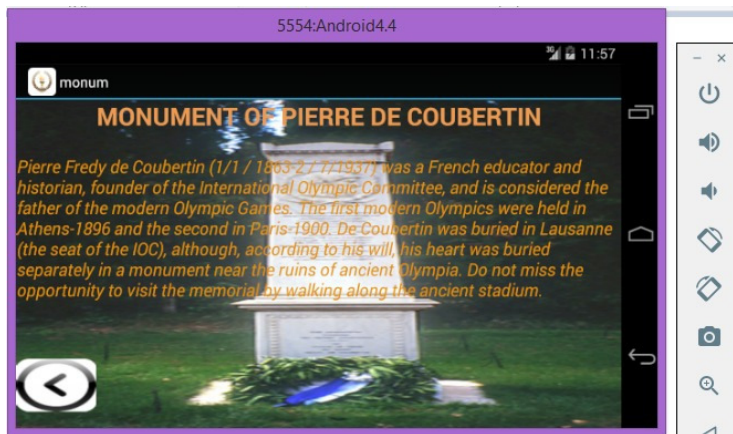 5554:Android4.4
3G 11:57
monum
MONUMENT OF PIERRE DE COUBERTIN
Pierre Fredy de Coubertin (1/1 / 1863-2 / 7/1937) was a French educator and
historian, founder of the International Olympic Committee, and is considered the
father of the modern Olympic Games. The first modern Olympics were held in
Athens-1896 and the second in Paris-1900. De Coubertin was buried in Lausanne
(the seat of the IOC), although, according to his will, his heart was buried
separately in a monument near the ruins of ancient Olympia. Do not miss the
opportunity to visit the memorial by walking along the ancient stadium.